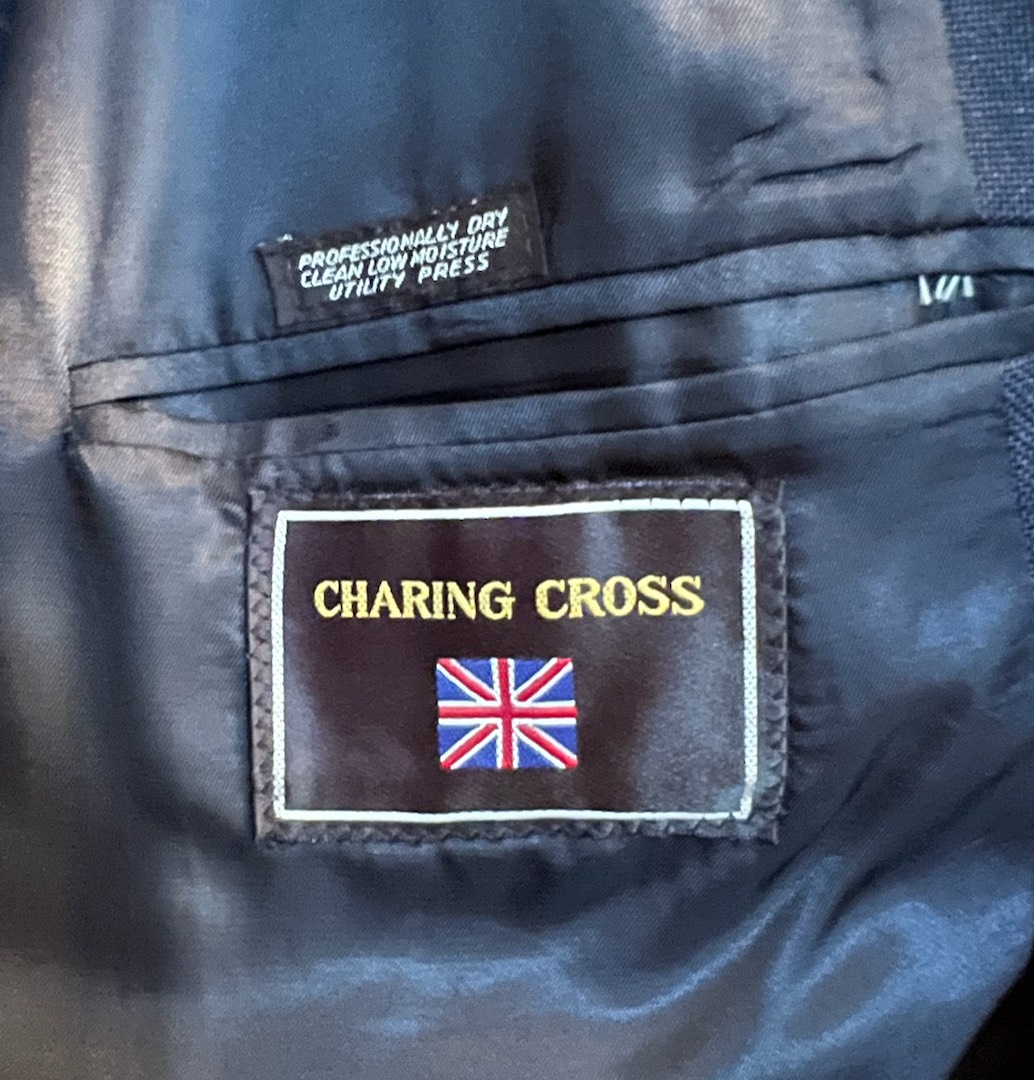 PROFESSIONALLY DRY
CLEAN LOW MOISTURE
UTILITY PRESS
CHARING CROSS